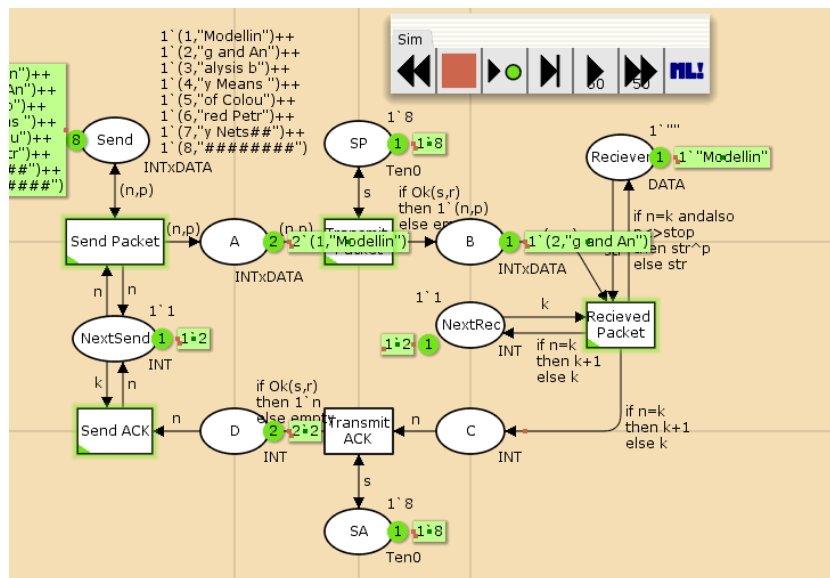 1`(1,"Modellin")++
1`(2,"g and An")++
1`(3,"alysis b")++
1`(4,"y Means ")++
1`(5,"of Colou")++
1`(6,"red Petr")++
1`(7,"y Nets##")++
1`(8,"########")
n")++
An")++
")++
s ")++
u")++
tr")++
##")++
####")
8
Send
INTxDATA
(n,p)
Sim
50
ML!
1`8
SP
1
1`8
Ten0
s
1`""
Reciever
1
1`"Modellin"
DATA
Send Packet
(n,p)
A
2
2`(1,"Modellin")
INTxDATA
(n,p)
if Ok(s,r)
then 1`(n,p)
else
Transmit
Packet
B
1
1`(2,"g and An")
INTxDATA
if n=k andalso
then str^p
else str
Recieved
Packet
n
n
1`1
NextSend
1
1`2
INT
k
n
1`1
NextRec
1`2
1
INT
k
if n=k
then k+1
else k
if n=k
then k+1
else k
Send ACK
n
D
2
2`2
INT
if Ok(s,r)
then 1`n
else empty
Transmit
ACK
n
C
INT
s
1`8
SA
1
1`8
Ten0